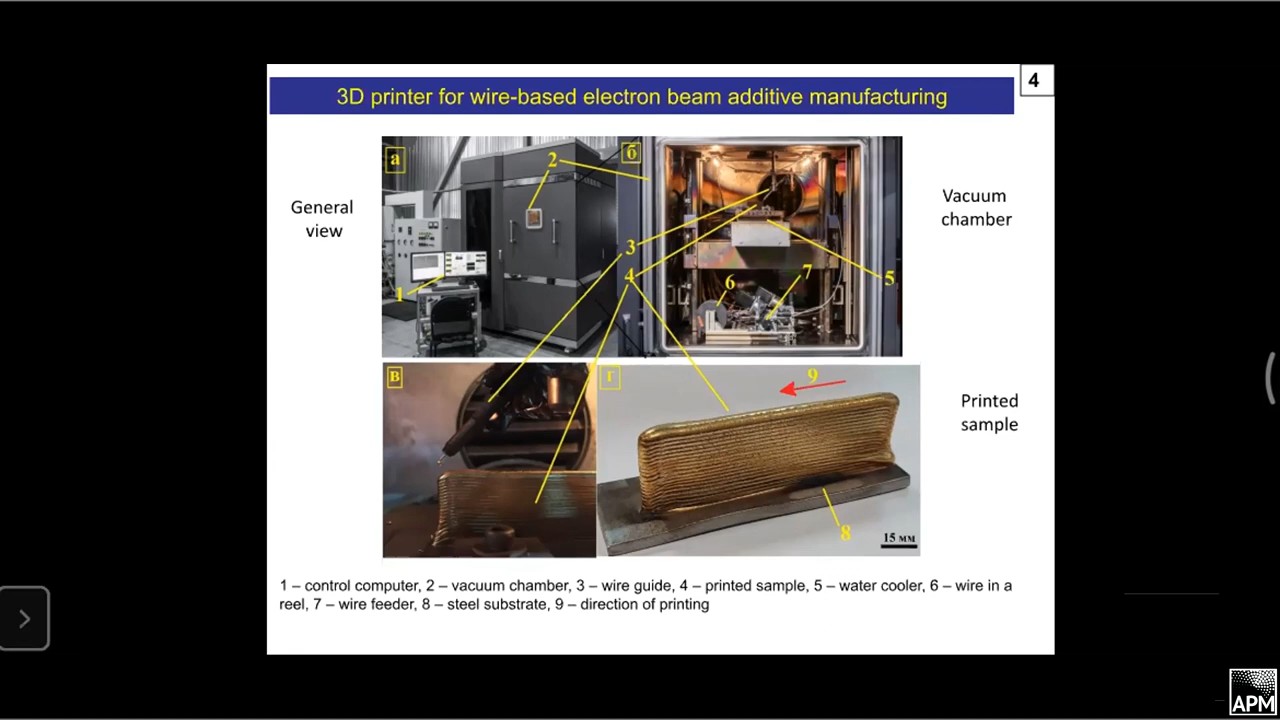 4
3D printer for wire-based electron beam additive manufacturing
а
2
б
General
view
Vacuum
chamber
3
4
1
5
6
7
в
г
9
Printed
sample
8
15 мм
1 – control computer, 2 – vacuum chamber, 3 – wire guide, 4 – printed sample, 5 – water cooler, 6 – wire in a
reel, 7 – wire feeder, 8 – steel substrate, 9 – direction of printing
APM